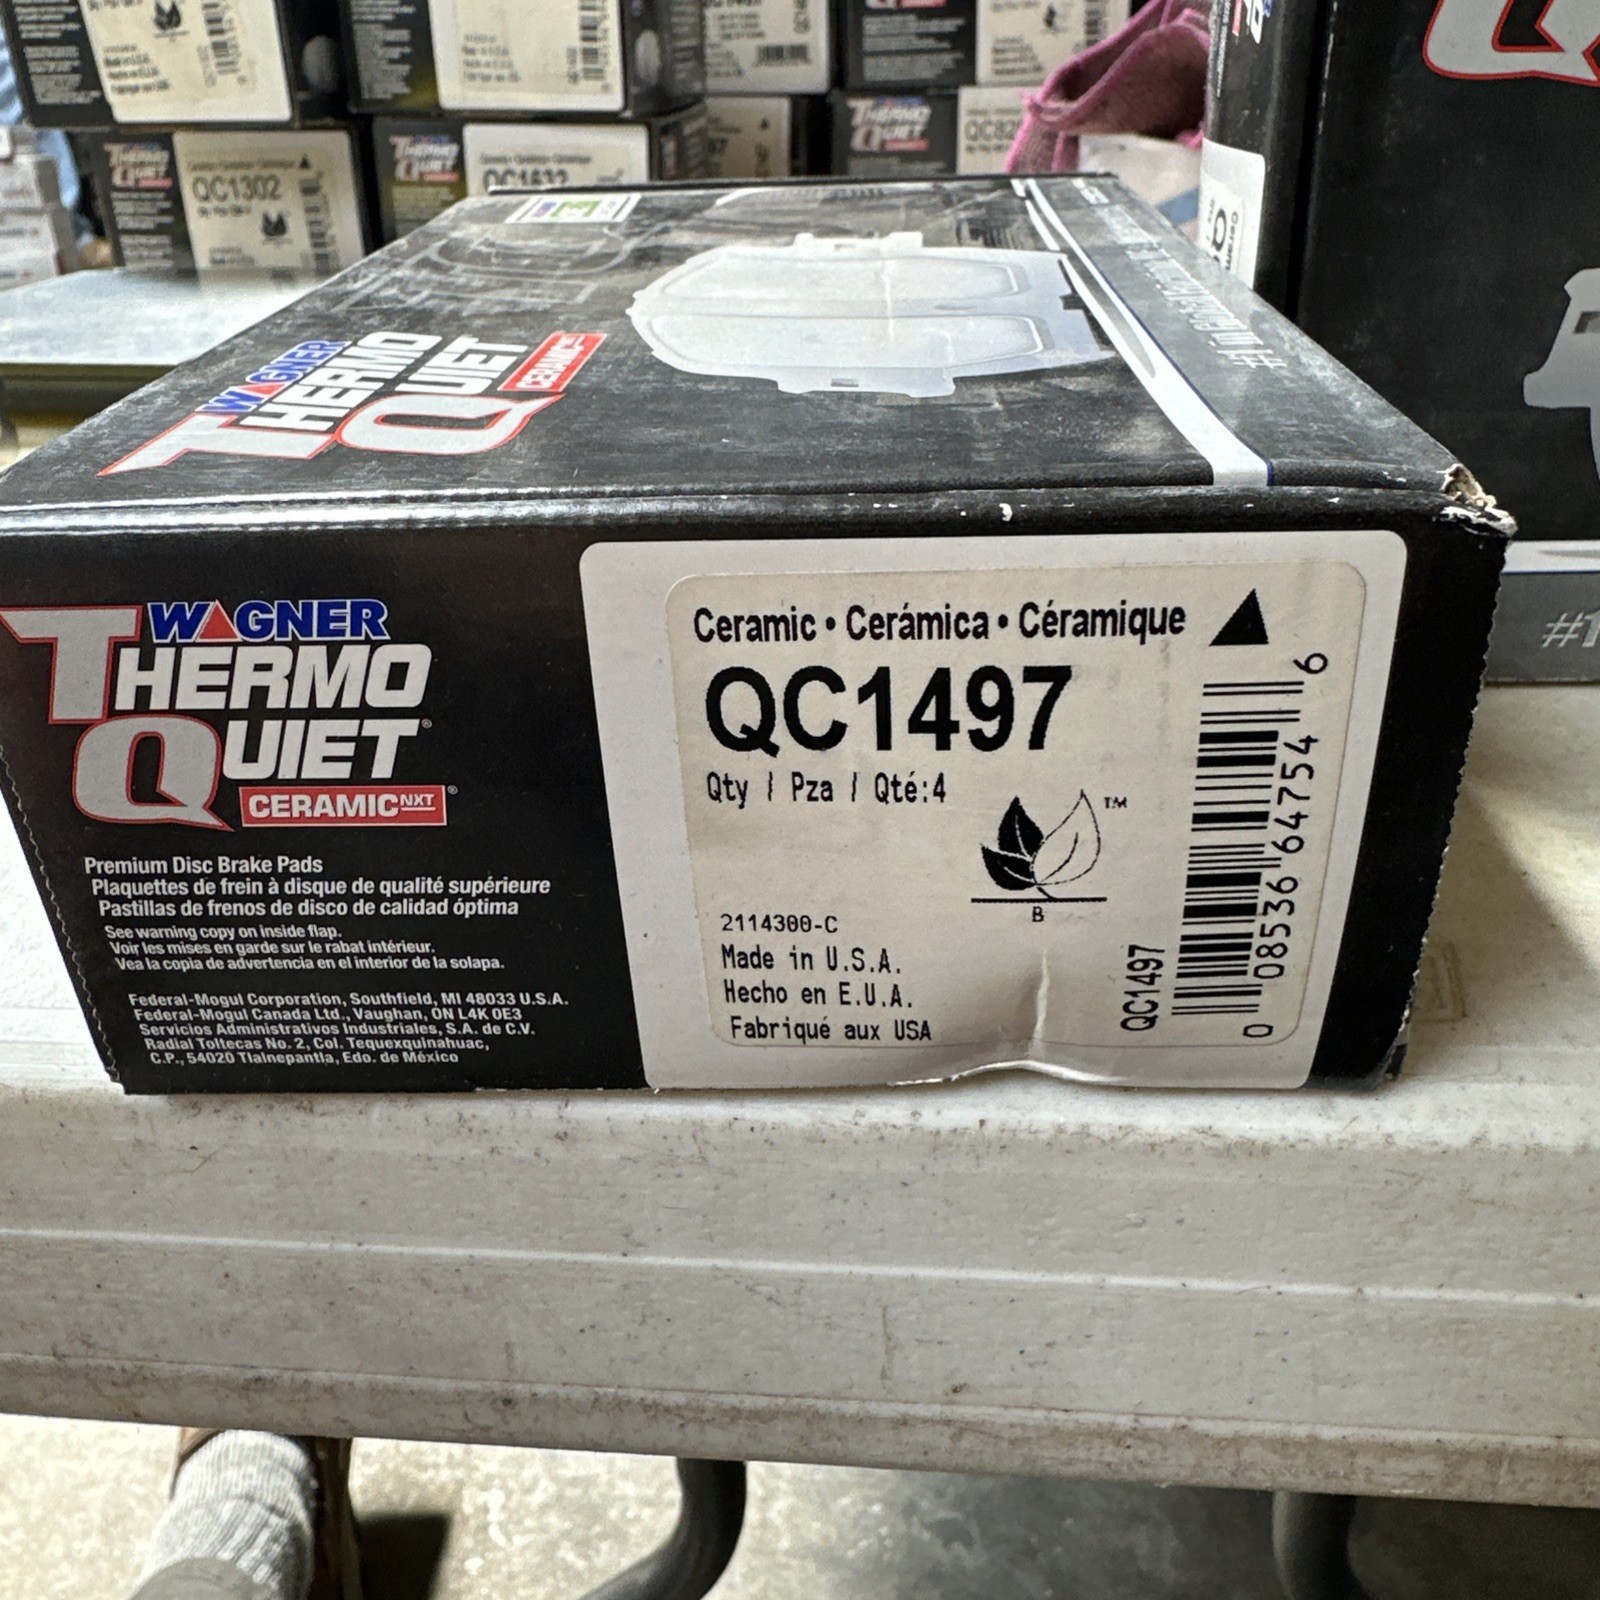 QC1302
QC1632
WAGNER
THERMO
QUIET
CERAMIC
WAGNER
THERMO
QUIET®
CERAMICNXT®
Premium Disc Brake Pads
Plaquettes de frein à disque de qualité supérieure
Pastillas de frenos de disco de calidad óptima
See warning copy on inside flap.
Voir les mises en garde sur le rabat intérieur.
Vea la copia de advertencia en el interior de la solapa.
Federal-Mogul Corporation, Southfield, MI 48033 U.S.A.
Federal-Mogul Canada Ltd., Vaughan, ON L4K 0E3
Servicios Administrativos Industriales, S.A. de C.V.
Radial Toltecas No. 2, Col. Tequexquinahuac,
C.P., 54020 Tlalnepantla, Edo. de México
Ceramic • Cerámica • Céramique
QC1497
Qty / Pza / Qté:4
TM
B
2114300-C
Made in U.S.A.
Hecho en E.U.A.
Fabriqué aux USA
QC1497
0 08536 64754 6
#1